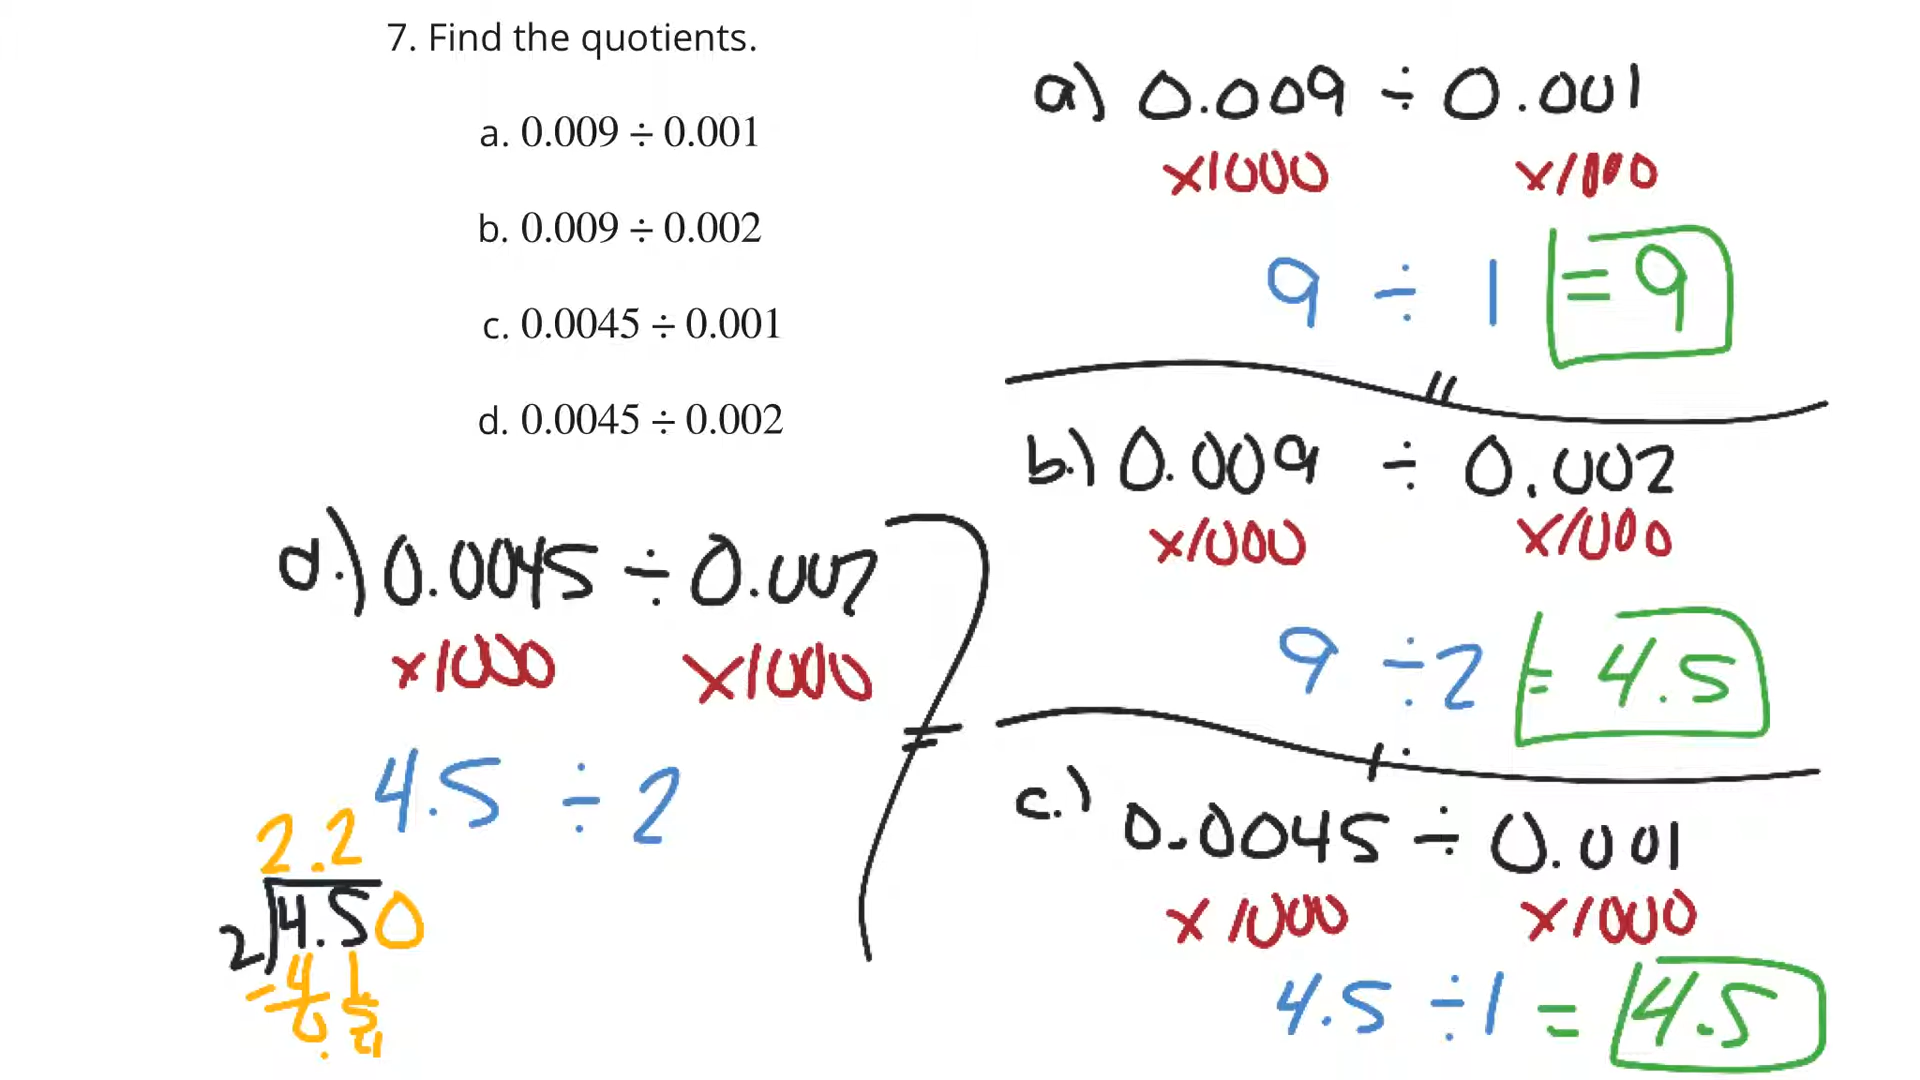 7. Find the quotients.
a. 0.009 ÷ 0.001
b. 0.009 ÷ 0.002
c. 0.0045 ÷ 0.001
d. 0.0045 ÷ 0.002
a) 0.009 ÷ 0.001
x1000 x1000
9 ÷ 1 = 9
b.) 0.009 ÷ 0.002
x1000 x1000
9 ÷ 2 = 4.5
c.) 0.0045 ÷ 0.001
x1000 x1000
4.5 ÷ 1 = 4.5
d.) 0.0045 ÷ 0.002
x1000 x1000
4.5 ÷ 2
2.2
2 4.50